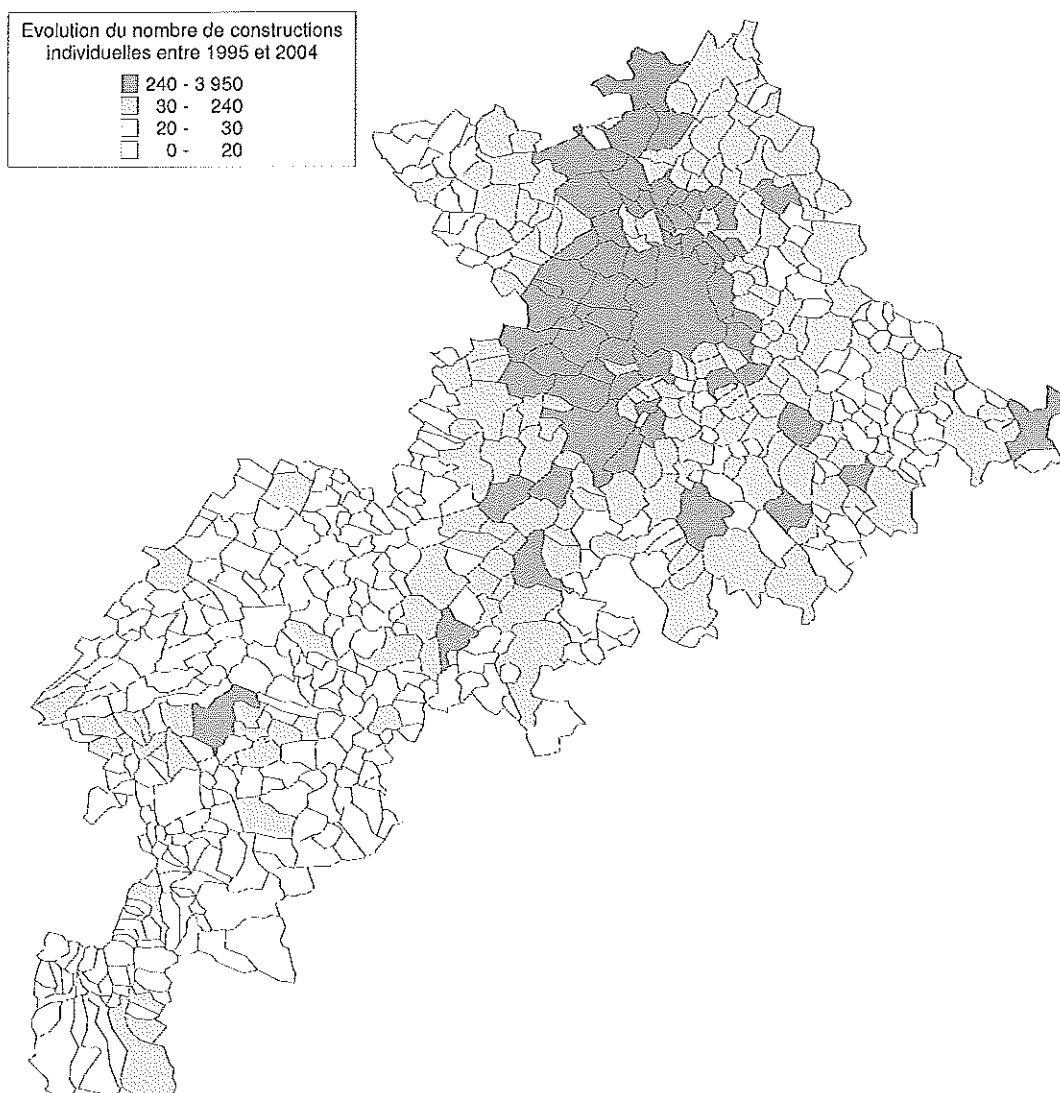 Evolution du nombre de constructions
individuelles entre 1995 et 2004
240 - 3 950
30 - 240
20 - 30
0 - 20